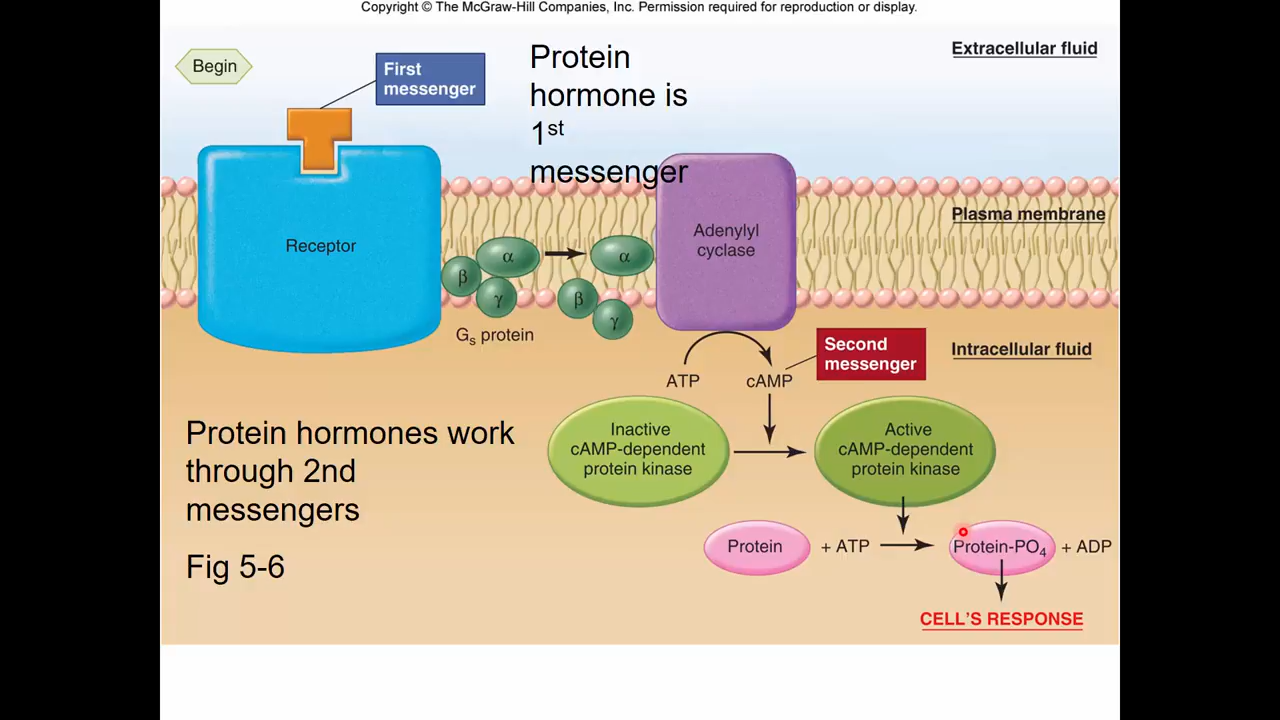 Copyright © The McGraw-Hill Companies, Inc. Permission required for reproduction or display.
Begin
First
messenger
Protein
hormone is
1st
messenger
Extracellular fluid
Receptor
Adenylyl
cyclase
Plasma membrane
α
β
γ
α
β
γ
Gs protein
Second
messenger
Intracellular fluid
ATP
cAMP
Protein hormones work
through 2nd
messengers
Fig 5-6
Inactive
cAMP-dependent
protein kinase
Active
cAMP-dependent
protein kinase
Protein
+ ATP
Protein-PO4
+ ADP
CELL'S RESPONSE